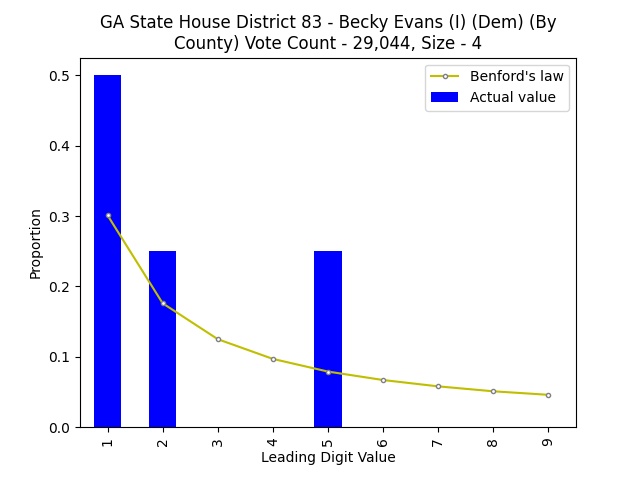 GA State House District 83 - Becky Evans (I) (Dem) (By
County) Vote Count - 29,044, Size - 4
Benford's law
Actual value
0.5
0.4
0.3
0.2
0.1
0.0
Proportion
1 2 3 4 5 6 7 8 9
Leading Digit Value